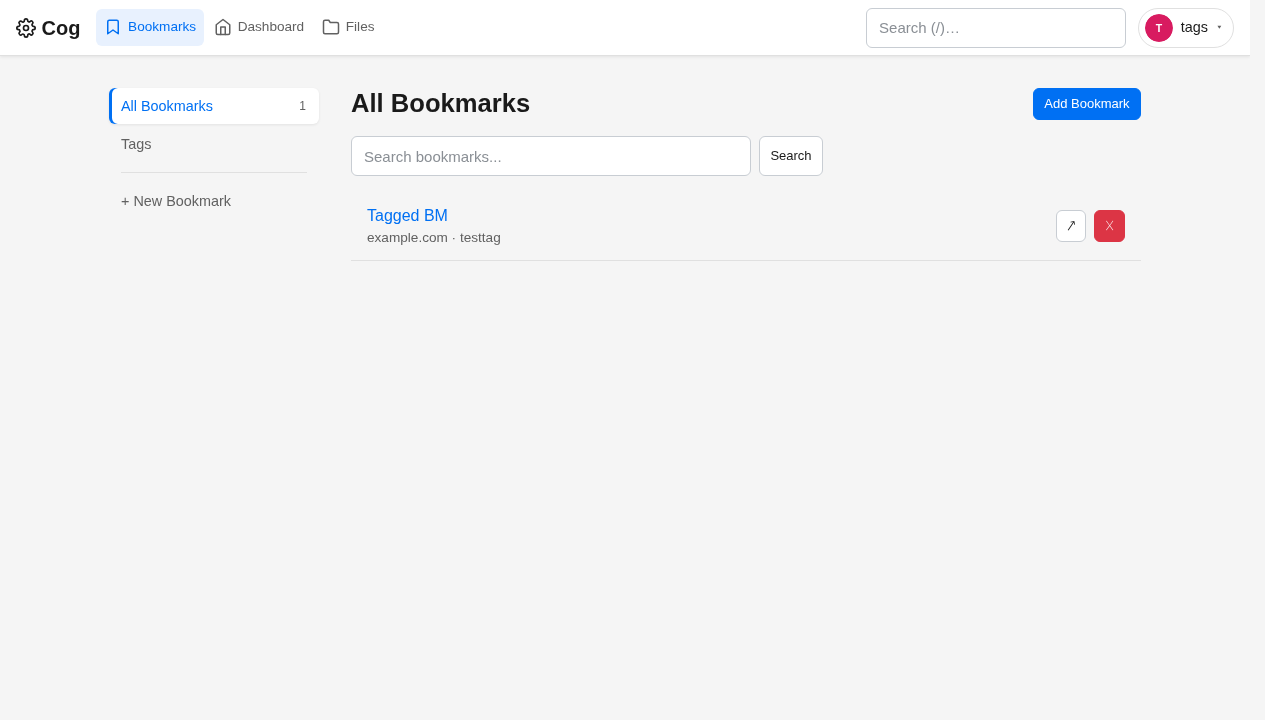 Cog
Bookmarks
Dashboard
Files
Search (/)…
T
tags
All Bookmarks
1
Tags
+ New Bookmark
All Bookmarks
Add Bookmark
Search bookmarks...
Search
Tagged BM
example.com · testtag